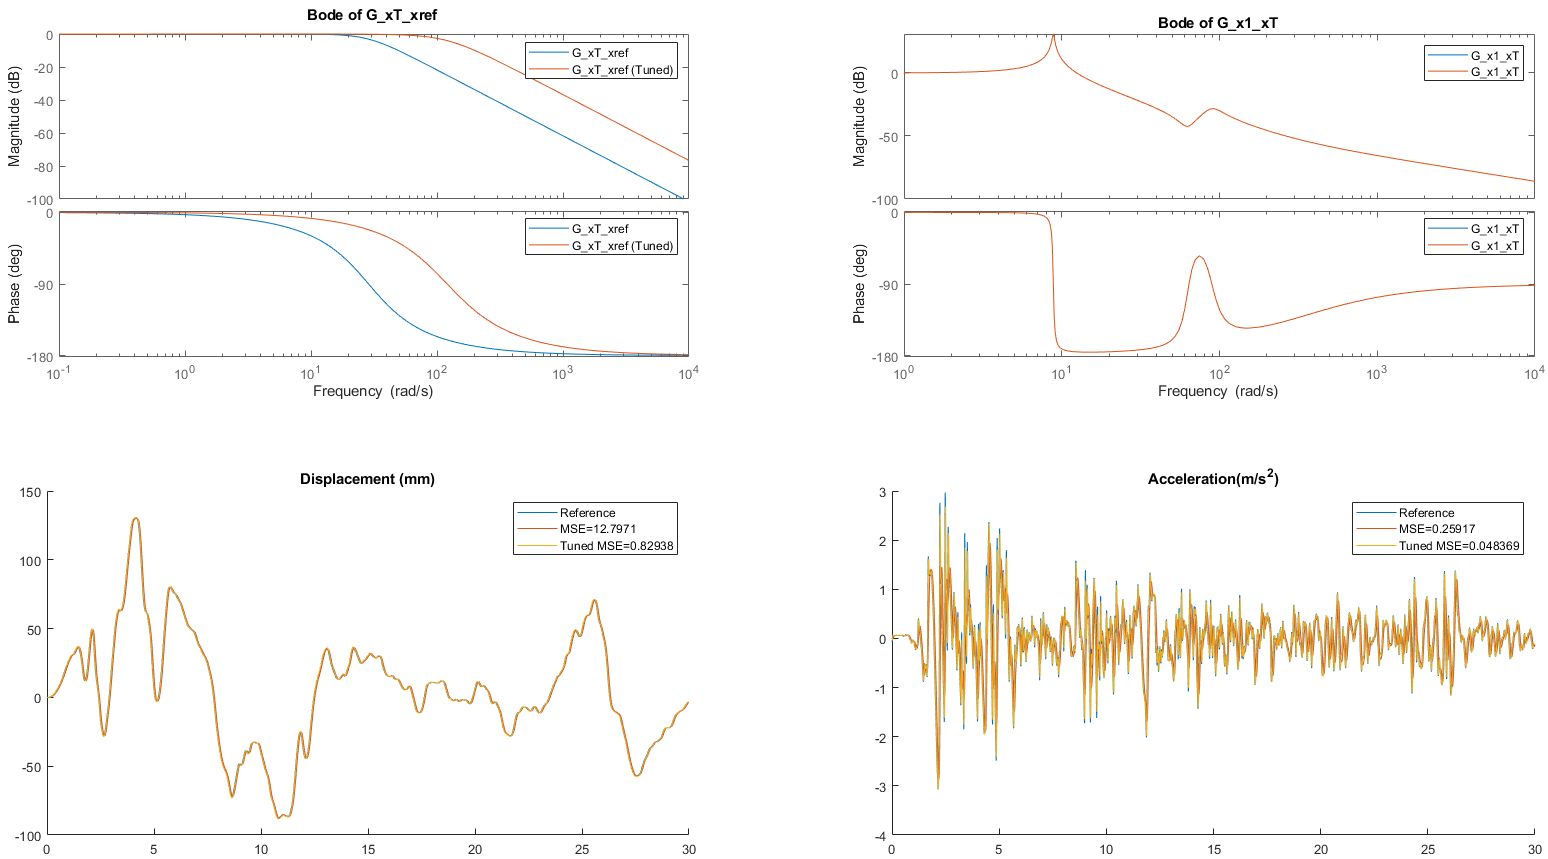 Bode of G_xT_xref
Magnitude (dB)
0
-20
-40
-60
-80
-100
G_xT_xref
G_xT_xref (Tuned)
Phase (deg)
0
-90
-180
G_xT_xref
G_xT_xref (Tuned)
10^-1
10^0
10^1
10^2
10^3
10^4
Frequency (rad/s)
Bode of G_x1_xT
Magnitude (dB)
0
-50
-100
G_x1_xT
G_x1_xT
Phase (deg)
0
-90
-180
G_x1_xT
G_x1_xT
10^0
10^1
10^2
10^3
10^4
Frequency (rad/s)
Displacement (mm)
150
100
50
0
-50
-100
Reference
MSE=12.7971
Tuned MSE=0.82938
0
5
10
15
20
25
30
Acceleration(m/s^2)
3
2
1
0
-1
-2
-3
-4
Reference
MSE=0.25917
Tuned MSE=0.048369
0
5
10
15
20
25
30